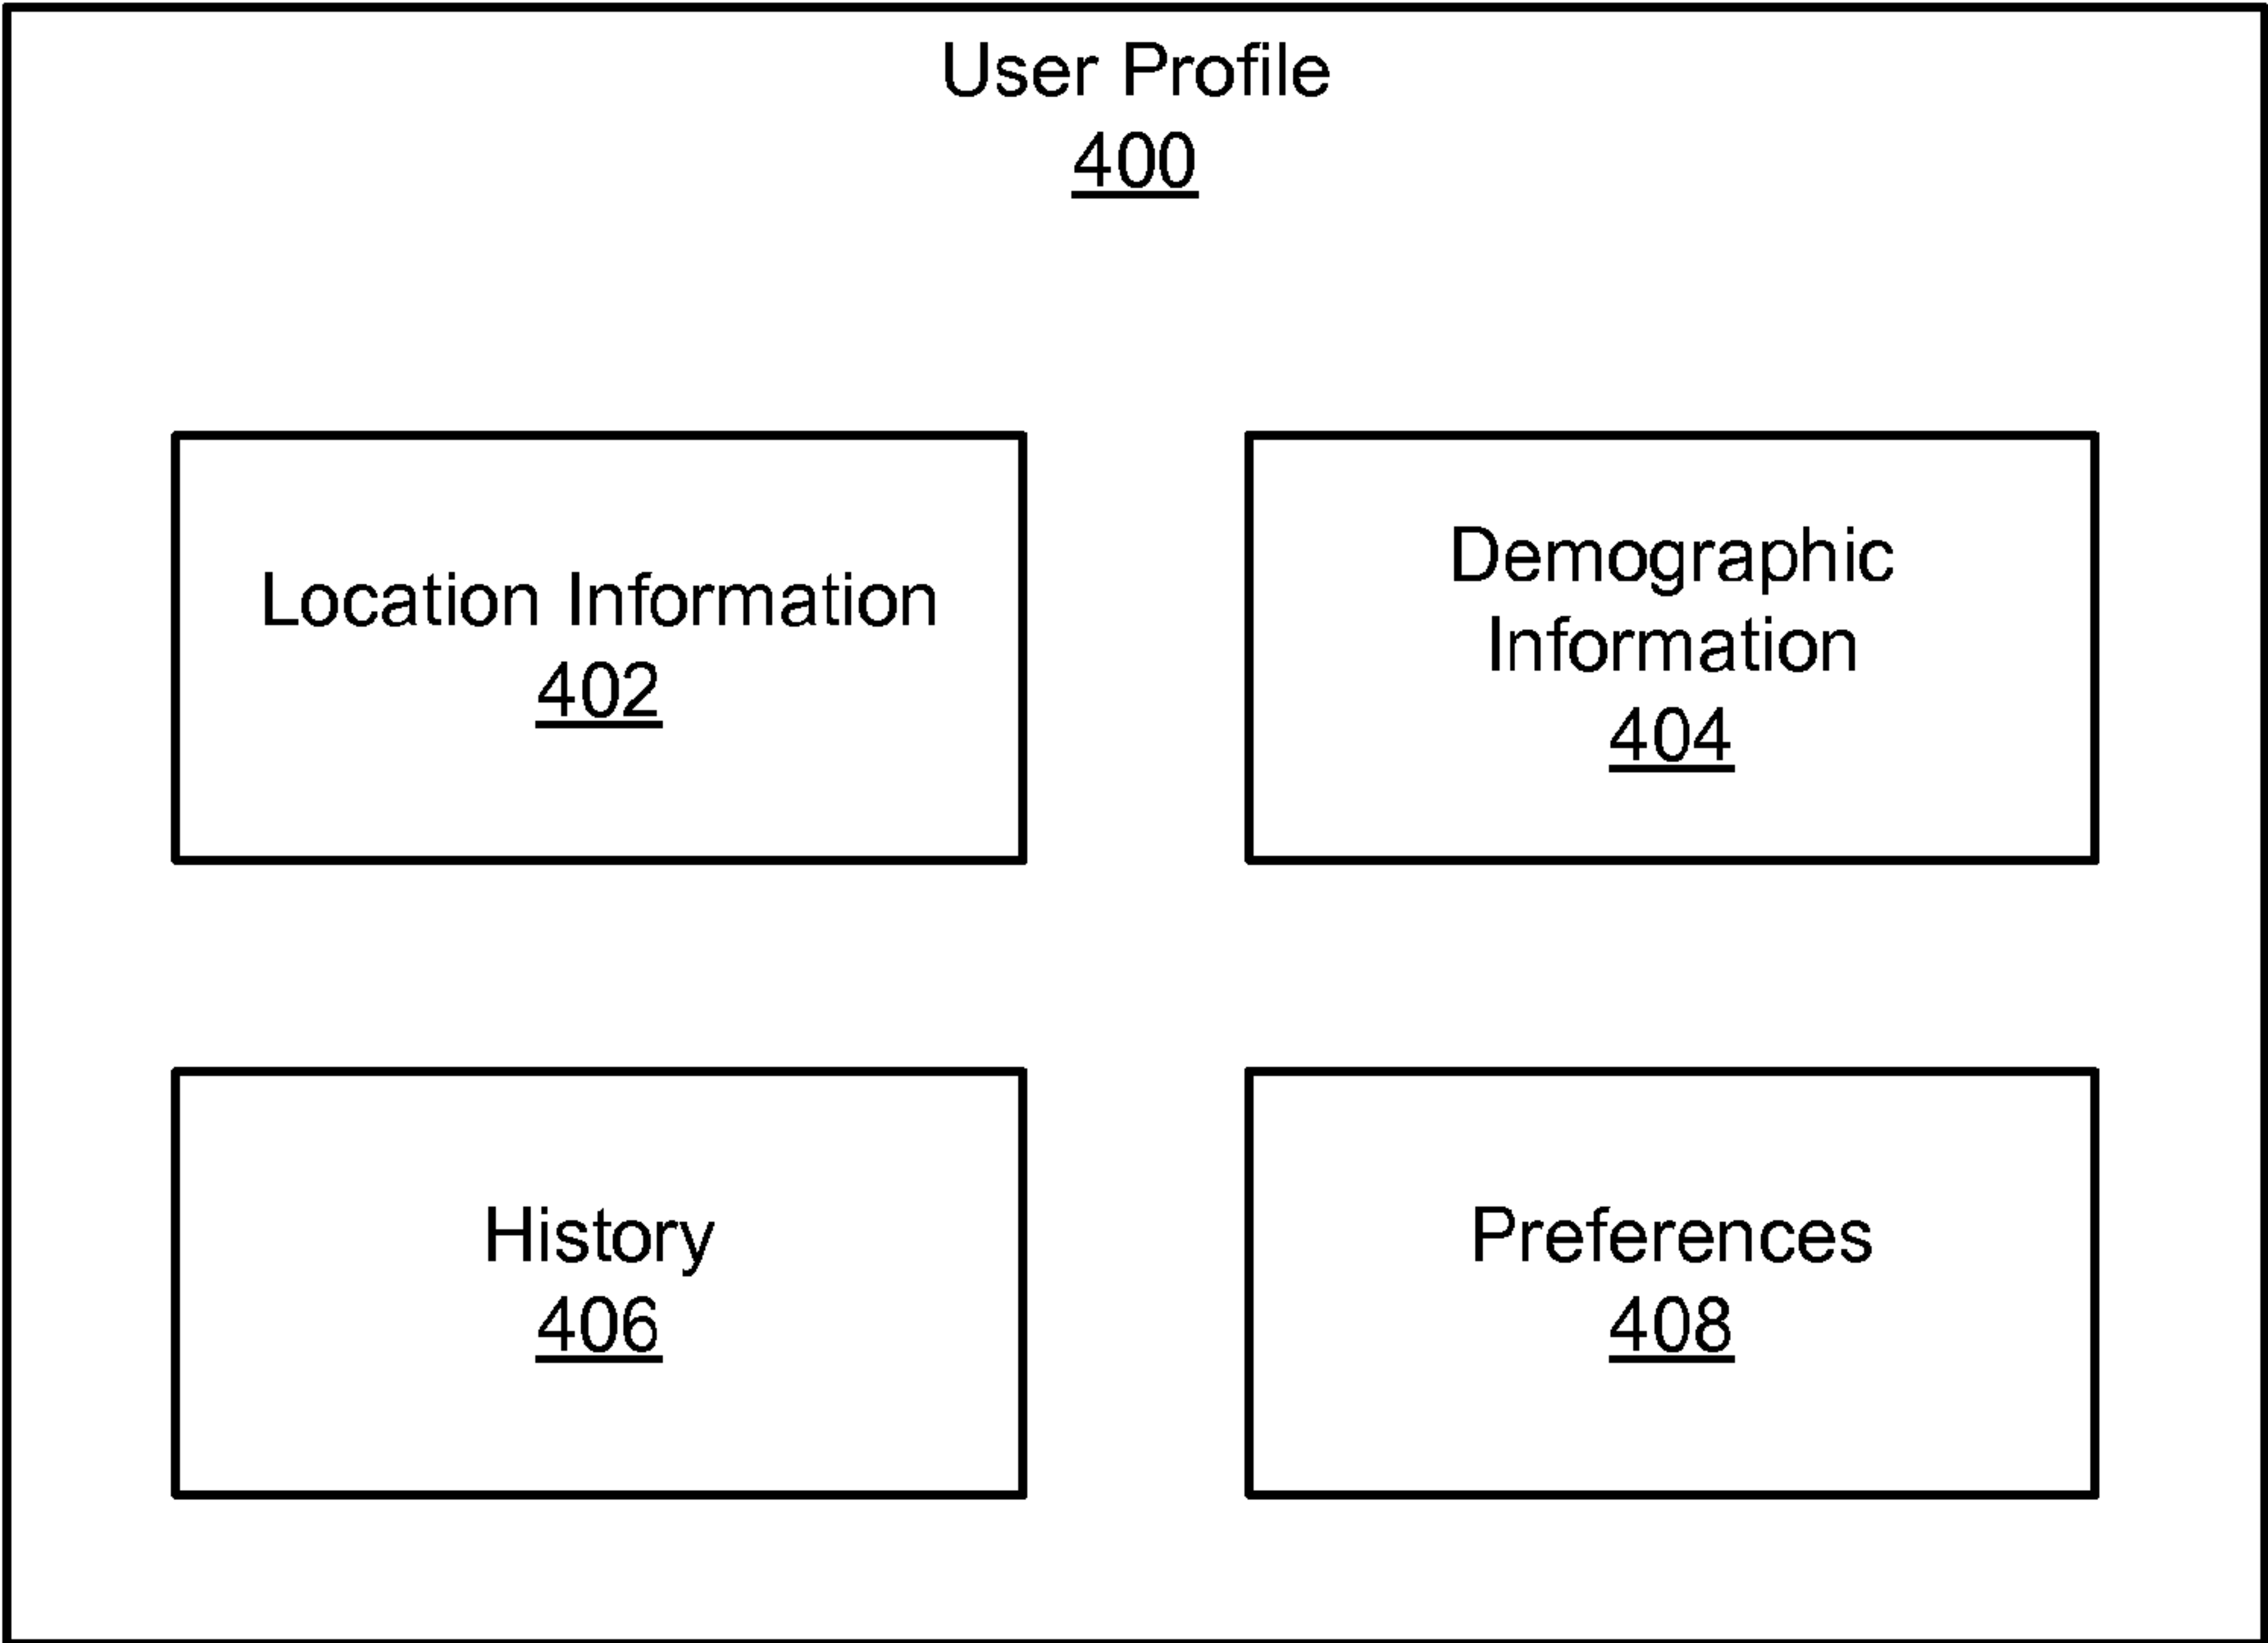 User Profile
400
Location Information
402
Demographic
Information
404
History
406
Preferences
408